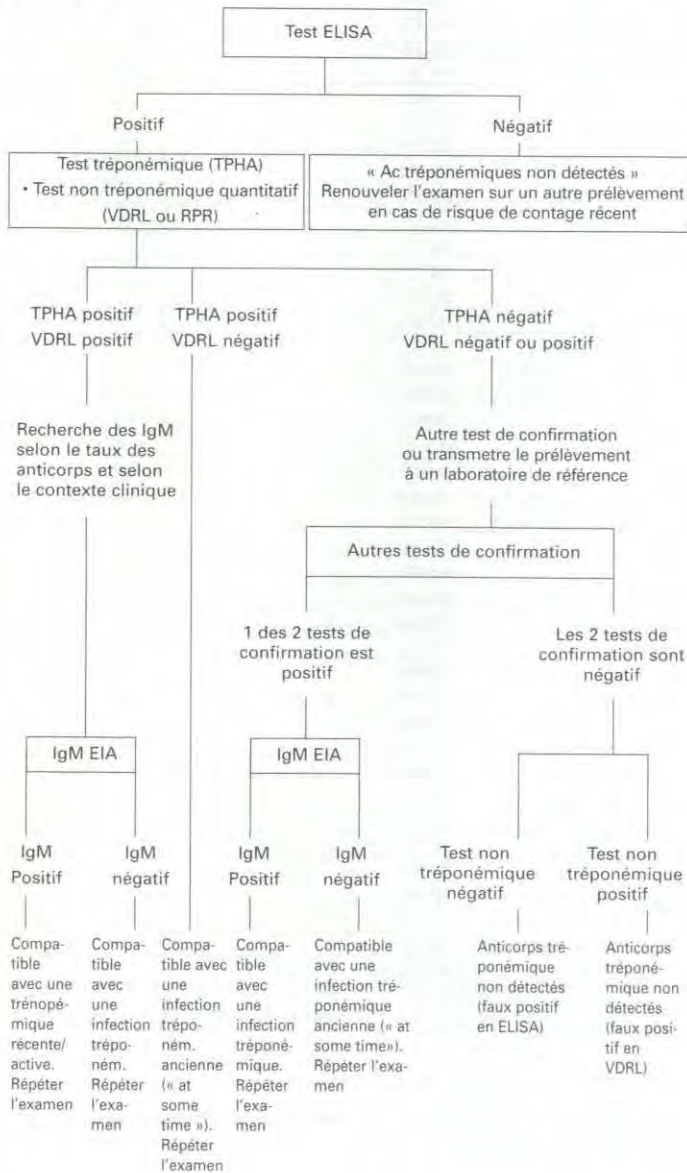 Test ELISA
Positif
Négatif
Test tréponémique (TPHA)
• Test non tréponémique quantitatif
(VDRL ou RPR)
« Ac tréponémiques non détectés »
Renouveler l'examen sur un autre prélèvement
en cas de risque de contage récent
TPHA positif
VDRL positif
TPHA positif
VDRL négatif
TPHA négatif
VDRL négatif ou positif
Recherche des IgM
selon le taux des
anticorps et selon
le contexte clinique
Autre test de confirmation
ou transmetre le prélèvement
à un laboratoire de référence
Autres tests de confirmation
1 des 2 tests de
confirmation est
positif
Les 2 tests de
confirmation sont
négatif
IgM EIA
IgM EIA
IgM
Positif
IgM
négatif
IgM
Positif
IgM
négatif
Test non
tréponémique
négatif
Test non
tréponémique
positif
Compa-
tible
avec une
trénopé-
mique
récente/
active.
Répéter
l'examen
Compa-
tible
avec
une
infection
trépo-
ném.
Répéter
l'exa-
men
Compa-
tible avec
une
infection
trépo-
ném.
ancienne
(« at
some
time »).
Répéter
l'examen
Compa-
tible
avec
une
infection
tréponé-
mique.
Répéter
l'exa-
men
Compatible
avec une
infection tré-
ponémique
ancienne (« at
some time»).
Répéter l'exa-
men
Anticorps tré-
ponémique
non détectés
(faux positif
en ELISA)
Anticorps
tréponé-
mique non
détectés
(faux posi-
tif en
VDRL)